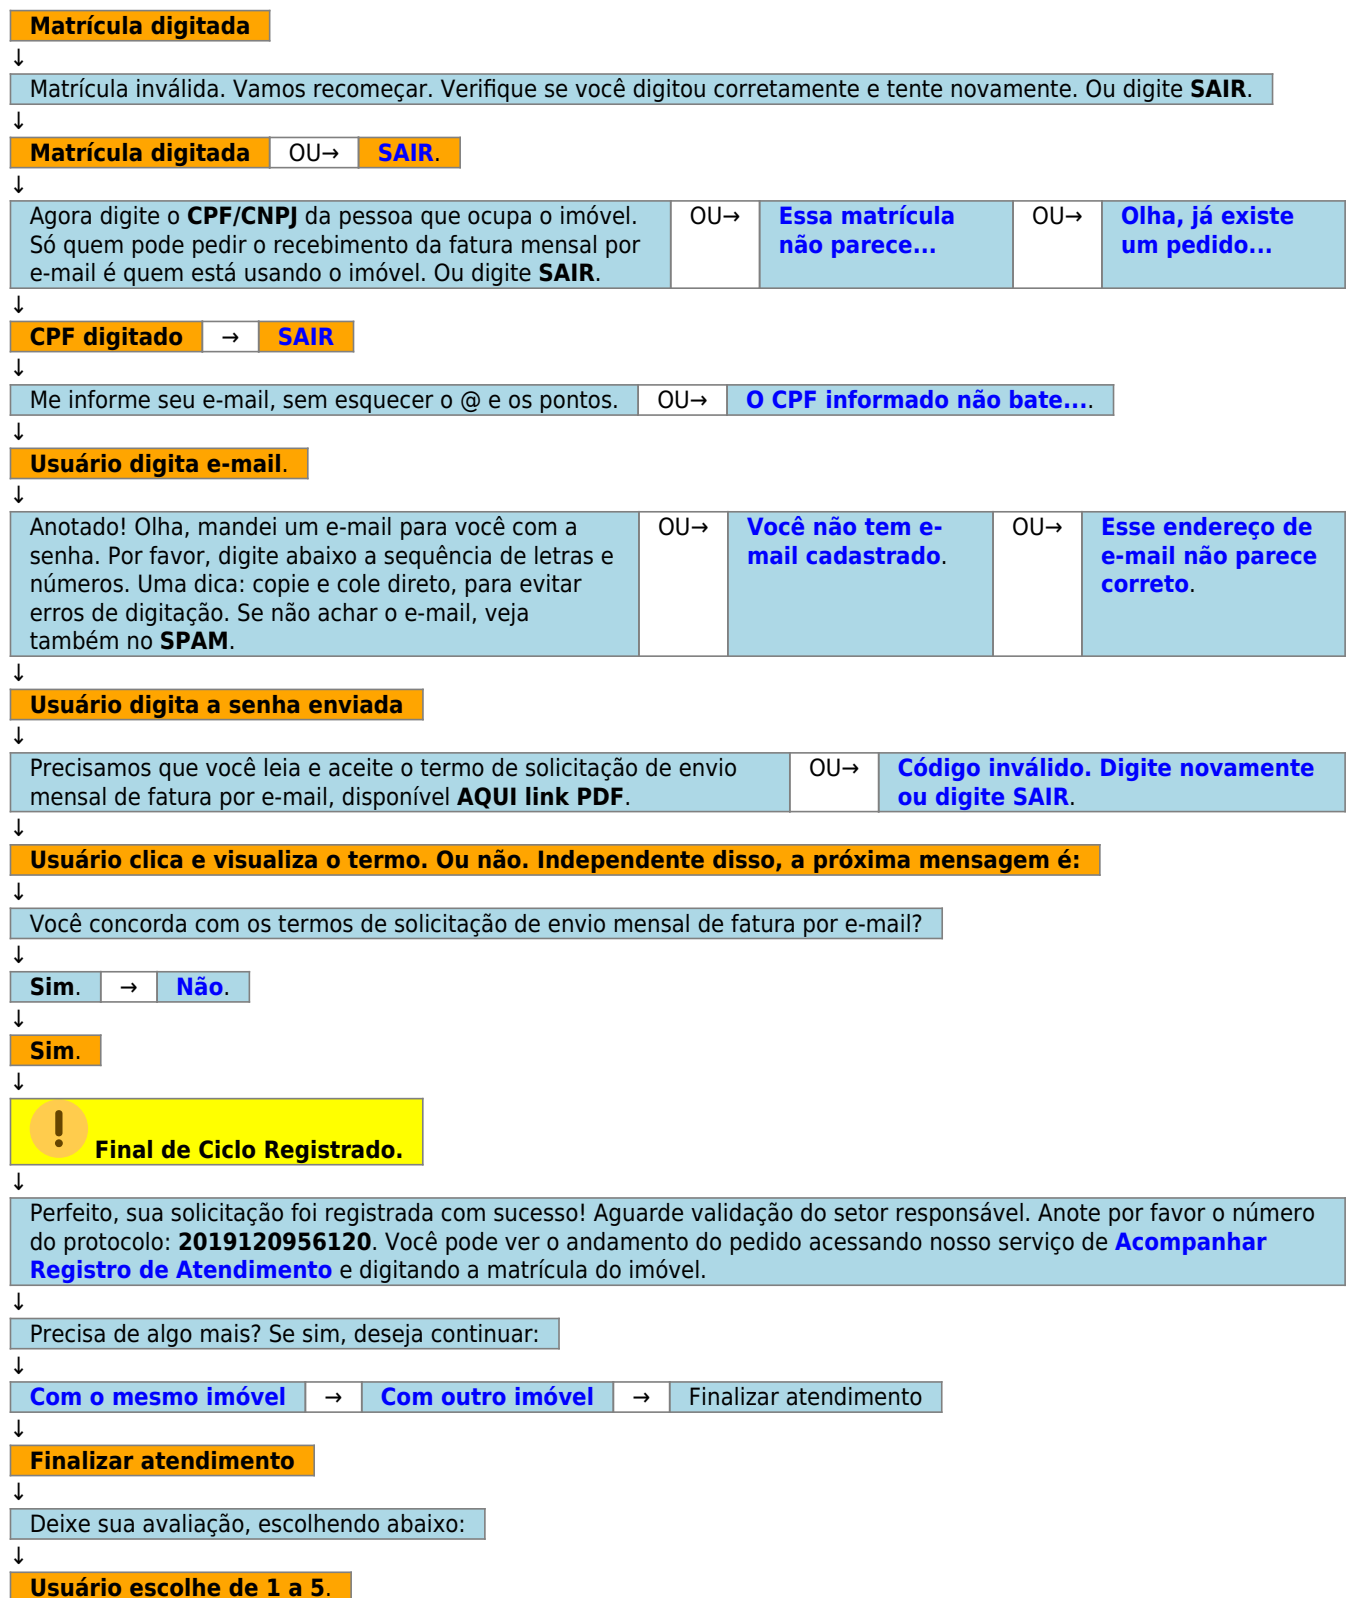 Matrícula digitada
↓
Matrícula inválida. Vamos recomeçar. Verifique se você digitou corretamente e tente novamente. Ou digite SAIR.
↓
Matrícula digitada OU→ SAIR.
↓
Agora digite o CPF/CNPJ da pessoa que ocupa o imóvel.
Só quem pode pedir o recebimento da fatura mensal por
e-mail é quem está usando o imóvel. Ou digite SAIR.
OU→
Essa matrícula
não parece...
OU→
Olha, já existe
um pedido...
↓
CPF digitado → SAIR
↓
Me informe seu e-mail, sem esquecer o @ e os pontos. OU→ O CPF informado não bate....
↓
Usuário digita e-mail.
↓
Anotado! Olha, mandei um e-mail para você com a
senha. Por favor, digite abaixo a sequência de letras e
números. Uma dica: copie e cole direto, para evitar
erros de digitação. Se não achar o e-mail, veja
também no SPAM.
OU→
Você não tem e-
mail cadastrado.
OU→
Esse endereço de
e-mail não parece
correto.
↓
Usuário digita a senha enviada
↓
Precisamos que você leia e aceite o termo de solicitação de envio
mensal de fatura por e-mail, disponível AQUI link PDF.
OU→
Código inválido. Digite novamente
ou digite SAIR.
↓
Usuário clica e visualiza o termo. Ou não. Independente disso, a próxima mensagem é:
↓
Você concorda com os termos de solicitação de envio mensal de fatura por e-mail?
↓
Sim. → Não.
↓
Sim.
↓
Final de Ciclo Registrado.
↓
Perfeito, sua solicitação foi registrada com sucesso! Aguarde validação do setor responsável. Anote por favor o número
do protocolo: 2019120956120. Você pode ver o andamento do pedido acessando nosso serviço de Acompanhar
Registro de Atendimento e digitando a matrícula do imóvel.
↓
Precisa de algo mais? Se sim, deseja continuar:
↓
Com o mesmo imóvel → Com outro imóvel → Finalizar atendimento
↓
Finalizar atendimento
↓
Deixe sua avaliação, escolhendo abaixo:
↓
Usuário escolhe de 1 a 5.